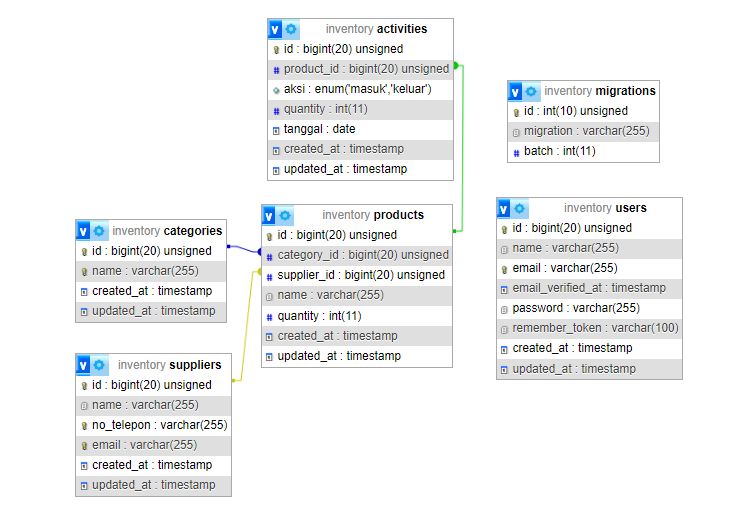 v inventory activities
id : bigint(20) unsigned
# product_id : bigint(20) unsigned
aksi : enum('masuk','keluar')
# quantity : int(11)
tanggal : date
created_at : timestamp
updated_at : timestamp
v inventory migrations
id : int(10) unsigned
migration : varchar(255)
# batch : int(11)
v inventory categories
id : bigint(20) unsigned
name : varchar(255)
created_at : timestamp
updated_at : timestamp
v inventory products
id : bigint(20) unsigned
# category_id : bigint(20) unsigned
# supplier_id : bigint(20) unsigned
name : varchar(255)
# quantity : int(11)
created_at : timestamp
updated_at : timestamp
v inventory users
id : bigint(20) unsigned
name : varchar(255)
email : varchar(255)
email_verified_at : timestamp
password : varchar(255)
remember_token : varchar(100)
created_at : timestamp
updated_at : timestamp
v inventory suppliers
id : bigint(20) unsigned
name : varchar(255)
no_telepon : varchar(255)
email : varchar(255)
created_at : timestamp
updated_at : timestamp